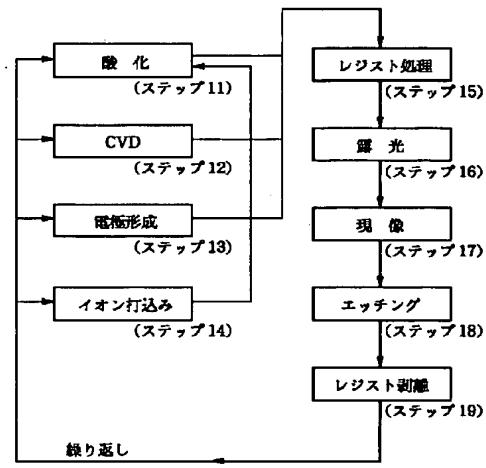 酸 化
(ステップ11)
CVD
(ステップ12)
電極形成
(ステップ13)
イオン打込み
(ステップ14)
レジスト処理
(ステップ15)
露 光
(ステップ16)
現 像
(ステップ17)
エッチング
(ステップ18)
レジスト剥離
(ステップ19)
繰り返し